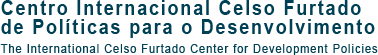 Centro Internacional Celso Furtado
de Políticas para o Desenvolvimento
The International Celso Furtado Center for Development Policies